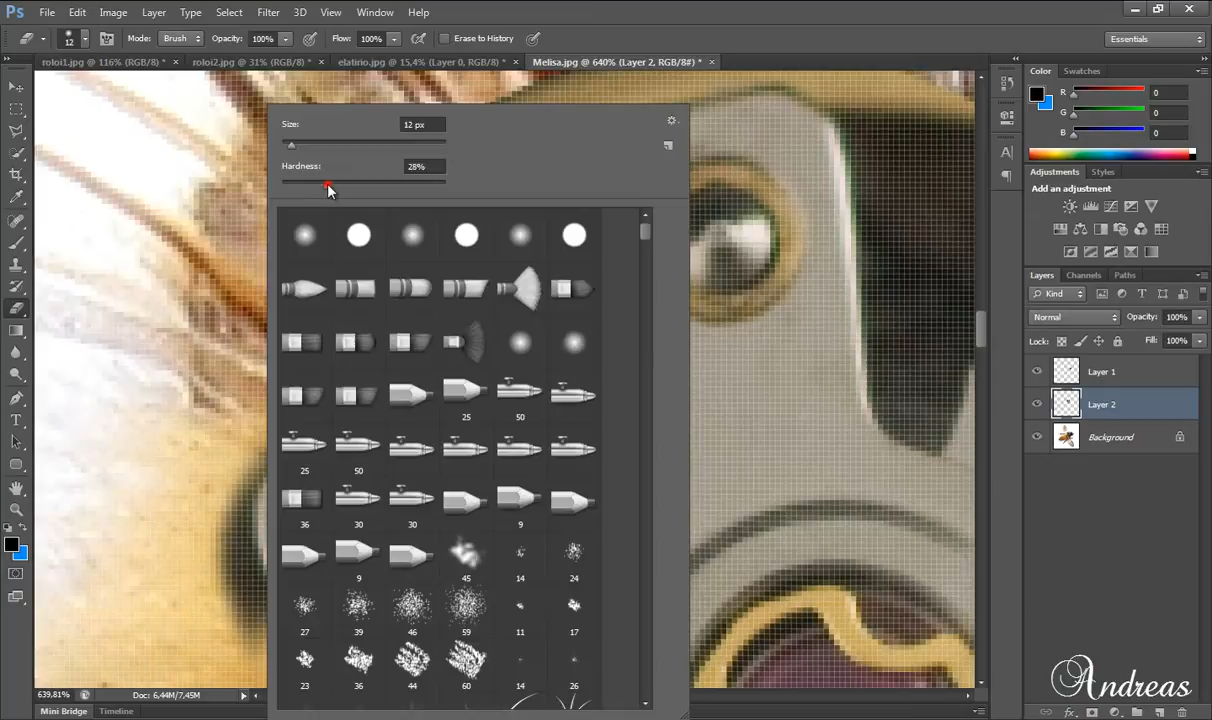 Ps File Edit Image Layer Type Select Filter 3D View Window Help
12 Mode: Brush Opacity: 100% Flow: 100% Erase to History Essentials
roloi1.jpg @ 116% (RGB/8) * × roloi2.jpg @ 31% (RGB/8) * × elatirio.jpg @ 15,4% (Layer 0, RGB/8) * × Melisa.jpg @ 640% (Layer 2, RGB/8#) * ×
Size: 12 px
Hardness: 28%
25 50
25 50
36 30 30 9
9 45 14 24
27 39 46 59 11 17
23 36 44 60 14 26
Color Swatches
R 0
G 0
B 0
Adjustments Styles
Add an adjustment
Layers Channels Paths
Kind
Normal Opacity: 100%
Lock: Fill: 100%
Layer 1
Layer 2
Background
Andreas
639,81% Doc: 6,44M/7,45M
Mini Bridge Timeline